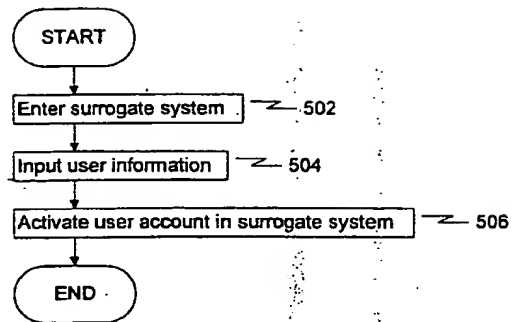 START
Enter surrogate system 502
Input user information 504
Activate user account in surrogate system 506
END